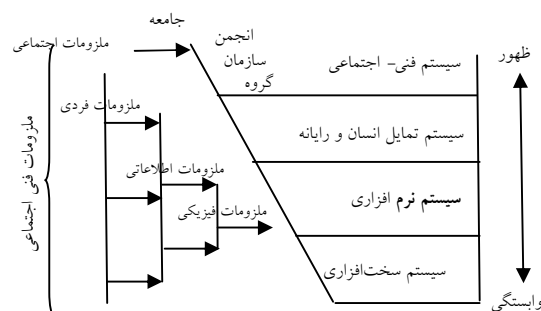 جامعه
انجمن
سازمان
گروه
ظهور
ملزومات اجتماعی
سیستم فنی- اجتماعی
ملزومات فردی
سیستم تمایل انسان و رایانه
ملزومات اطلاعاتی
ملزومات فیزیکی
سیستم نرم افزاری
سیستم سخت‌افزاری
وابستگی
ملزومات فنی اجتماعی